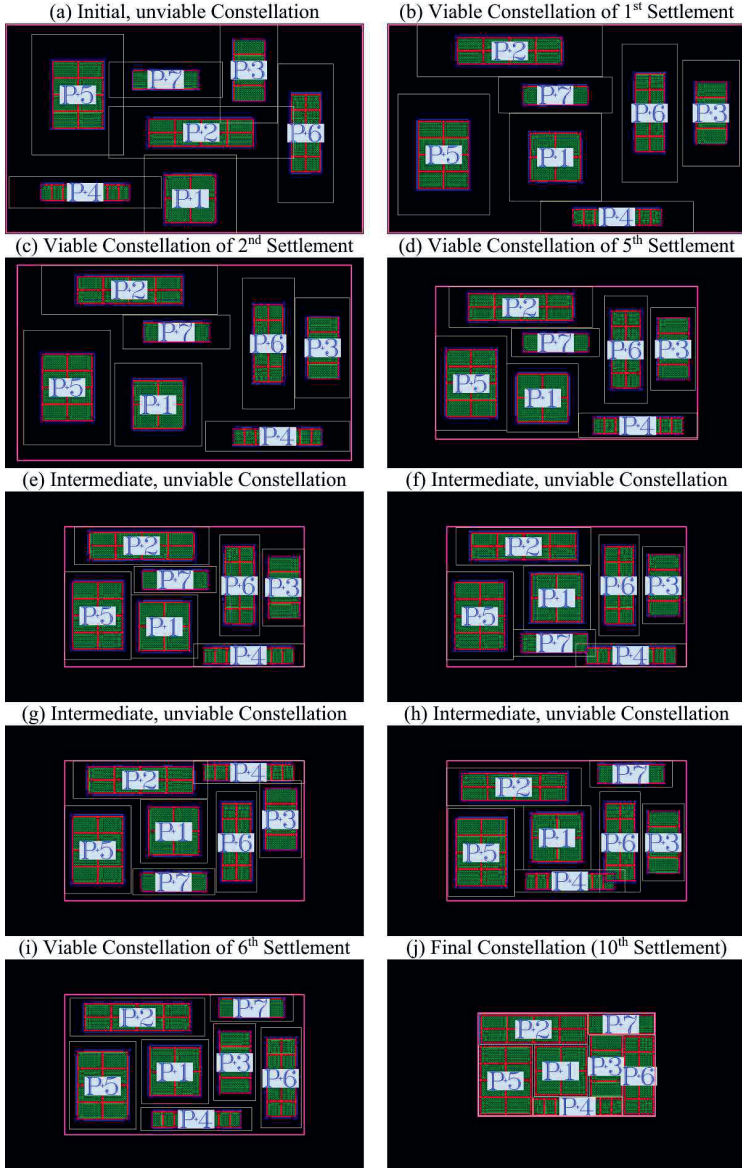 (a) Initial, unviable Constellation
(b) Viable Constellation of 1st Settlement
P3
P2
P7
P5
P7
P6
P3
P2
P6
P5
P1
P4
P1
P4
(c) Viable Constellation of 2nd Settlement
(d) Viable Constellation of 5th Settlement
P2
P2
P7
P6
P3
P7
P6
P3
P5
P1
P5
P1
P4
P4
(e) Intermediate, unviable Constellation
(f) Intermediate, unviable Constellation
P2
P2
P7
P6
P3
P6
P3
P5
P1
P5
P1
P7
P4
P4
(g) Intermediate, unviable Constellation
(h) Intermediate, unviable Constellation
P2
P4
P7
P2
P3
P5
P1
P6
P5
P1
P6
P3
P7
P4
(i) Viable Constellation of 6th Settlement
(j) Final Constellation (10th Settlement)
P2
P7
P2
P7
P5
P1
P3
P6
P5
P1
P3
P6
P4
P4